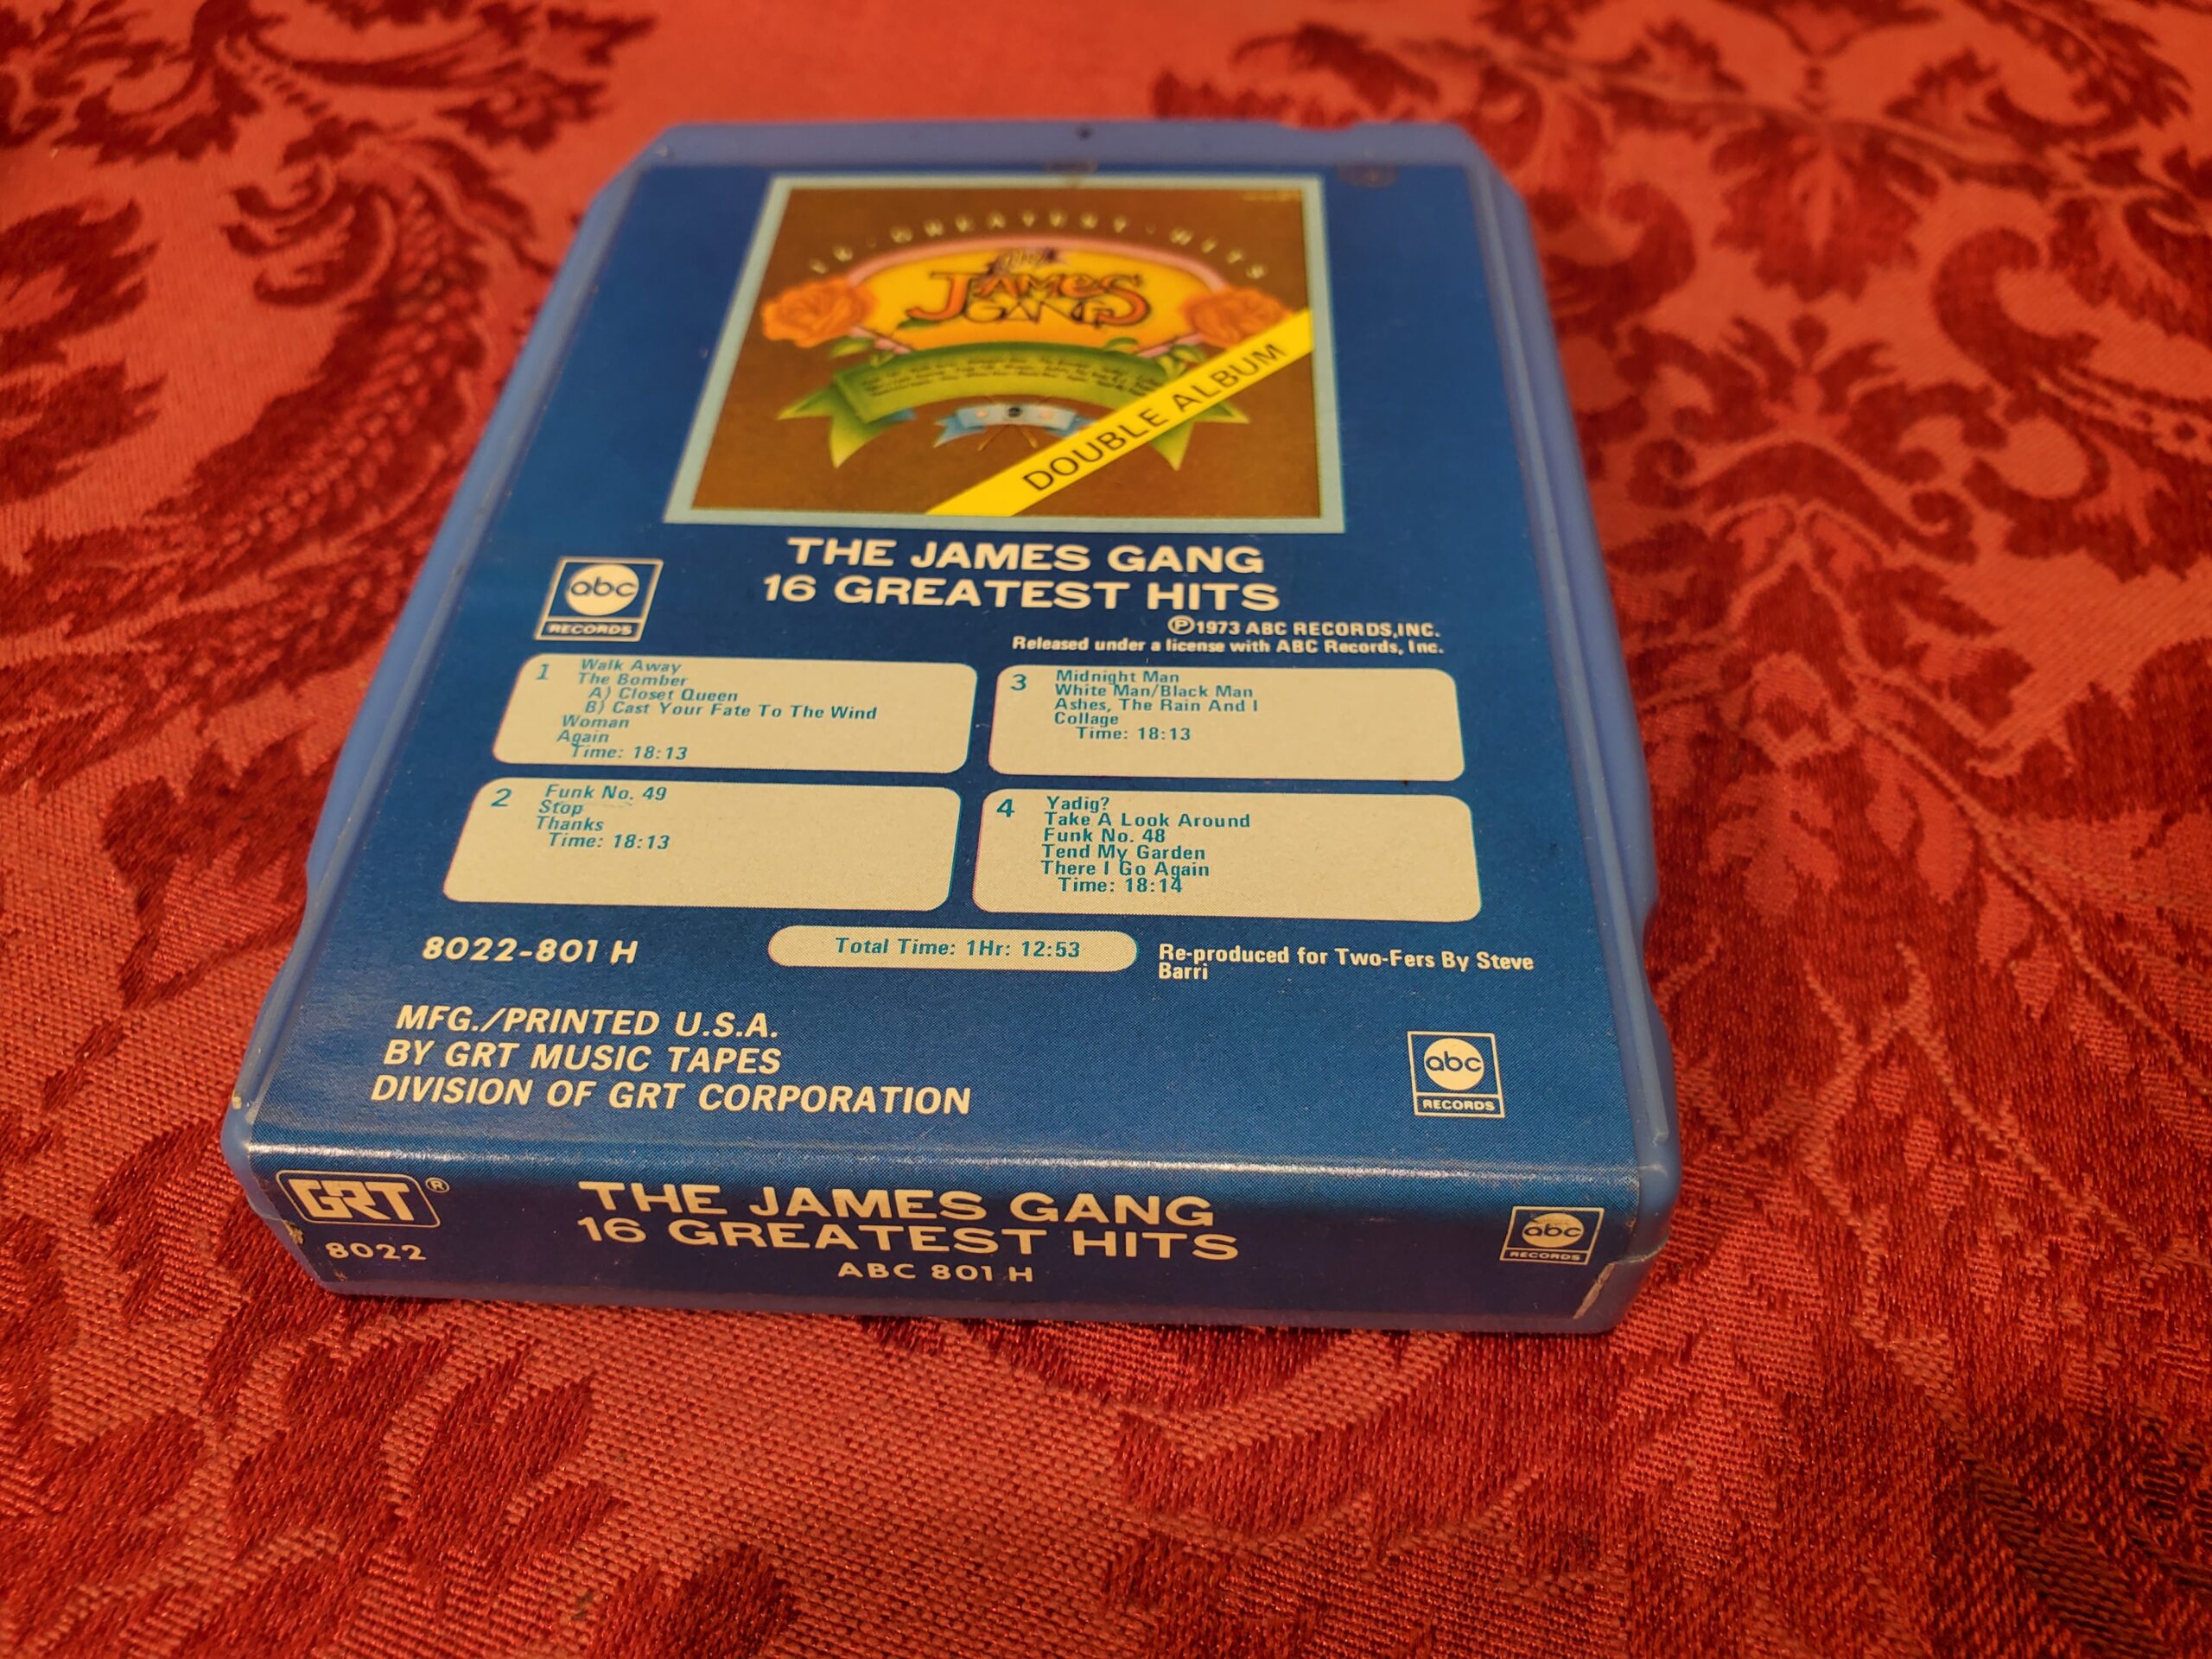 16 · GREATEST · HITS
The
JAMES
GANG
DOUBLE ALBUM
THE JAMES GANG
16 GREATEST HITS
abc
RECORDS
Ⓟ1973 ABC RECORDS,INC.
Released under a license with ABC Records, Inc.
1 Walk Away
The Bomber
A) Closet Queen
B) Cast Your Fate To The Wind
Woman
Again
Time: 18:13
2 Funk No. 49
Stop
Thanks
Time: 18:13
3 Midnight Man
White Man/Black Man
Ashes, The Rain And I
Collage
Time: 18:13
4 Yadig?
Take A Look Around
Funk No. 48
Tend My Garden
There I Go Again
Time: 18:14
8022-801 H
Total Time: 1Hr: 12:53
Re-produced for Two-Fers By Steve
Barri
MFG./PRINTED U.S.A.
BY GRT MUSIC TAPES
DIVISION OF GRT CORPORATION
abc
RECORDS
GRT®
8022
THE JAMES GANG
16 GREATEST HITS
ABC 801 H
abc
RECORDS